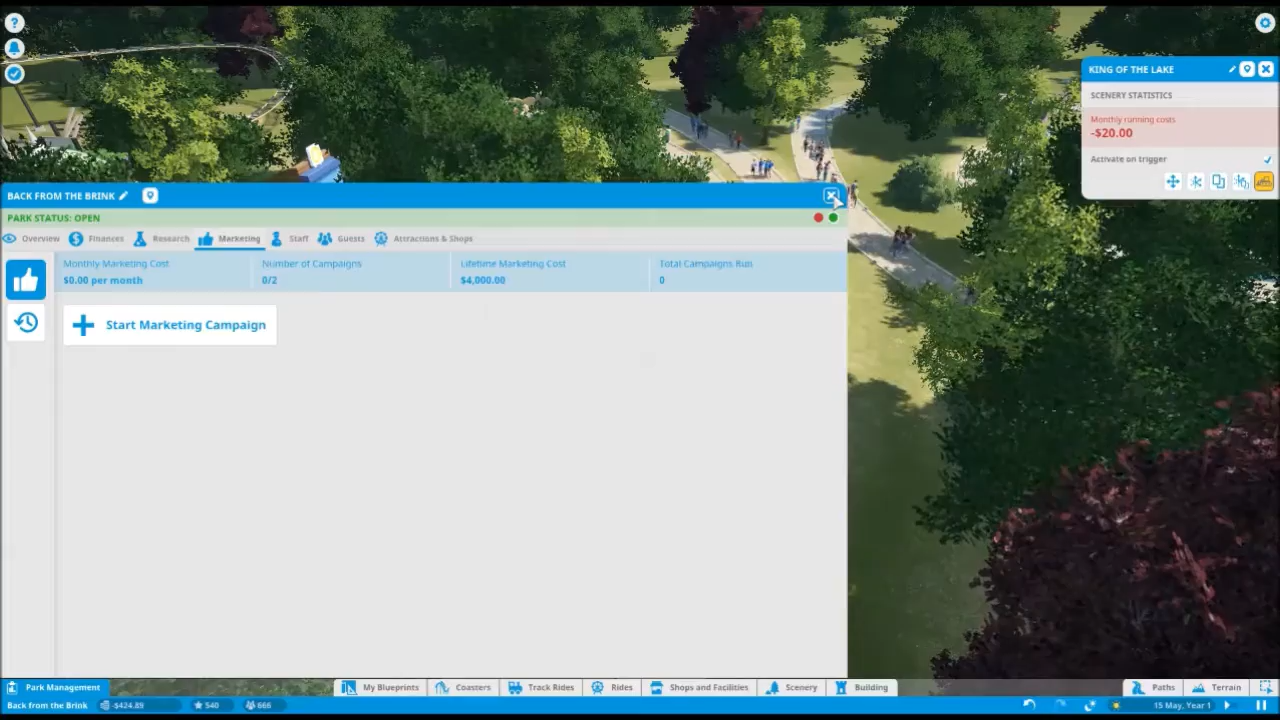 ?
KING OF THE LAKE
SCENERY STATISTICS
Monthly running costs
-$20.00
Activate on trigger
BACK FROM THE BRINK
PARK STATUS: OPEN
Overview Finances Research Marketing Staff Guests Attractions & Shops
Monthly Marketing Cost Number of Campaigns Lifetime Marketing Cost Total Campaigns Run
$0.00 per month 0/2 $4,000.00 0
Start Marketing Campaign
Park Management My Blueprints Coasters Track Rides Rides Shops and Facilities Scenery Building Paths Terrain
Back from the Brink -$424.89 540 666 15 May, Year 1